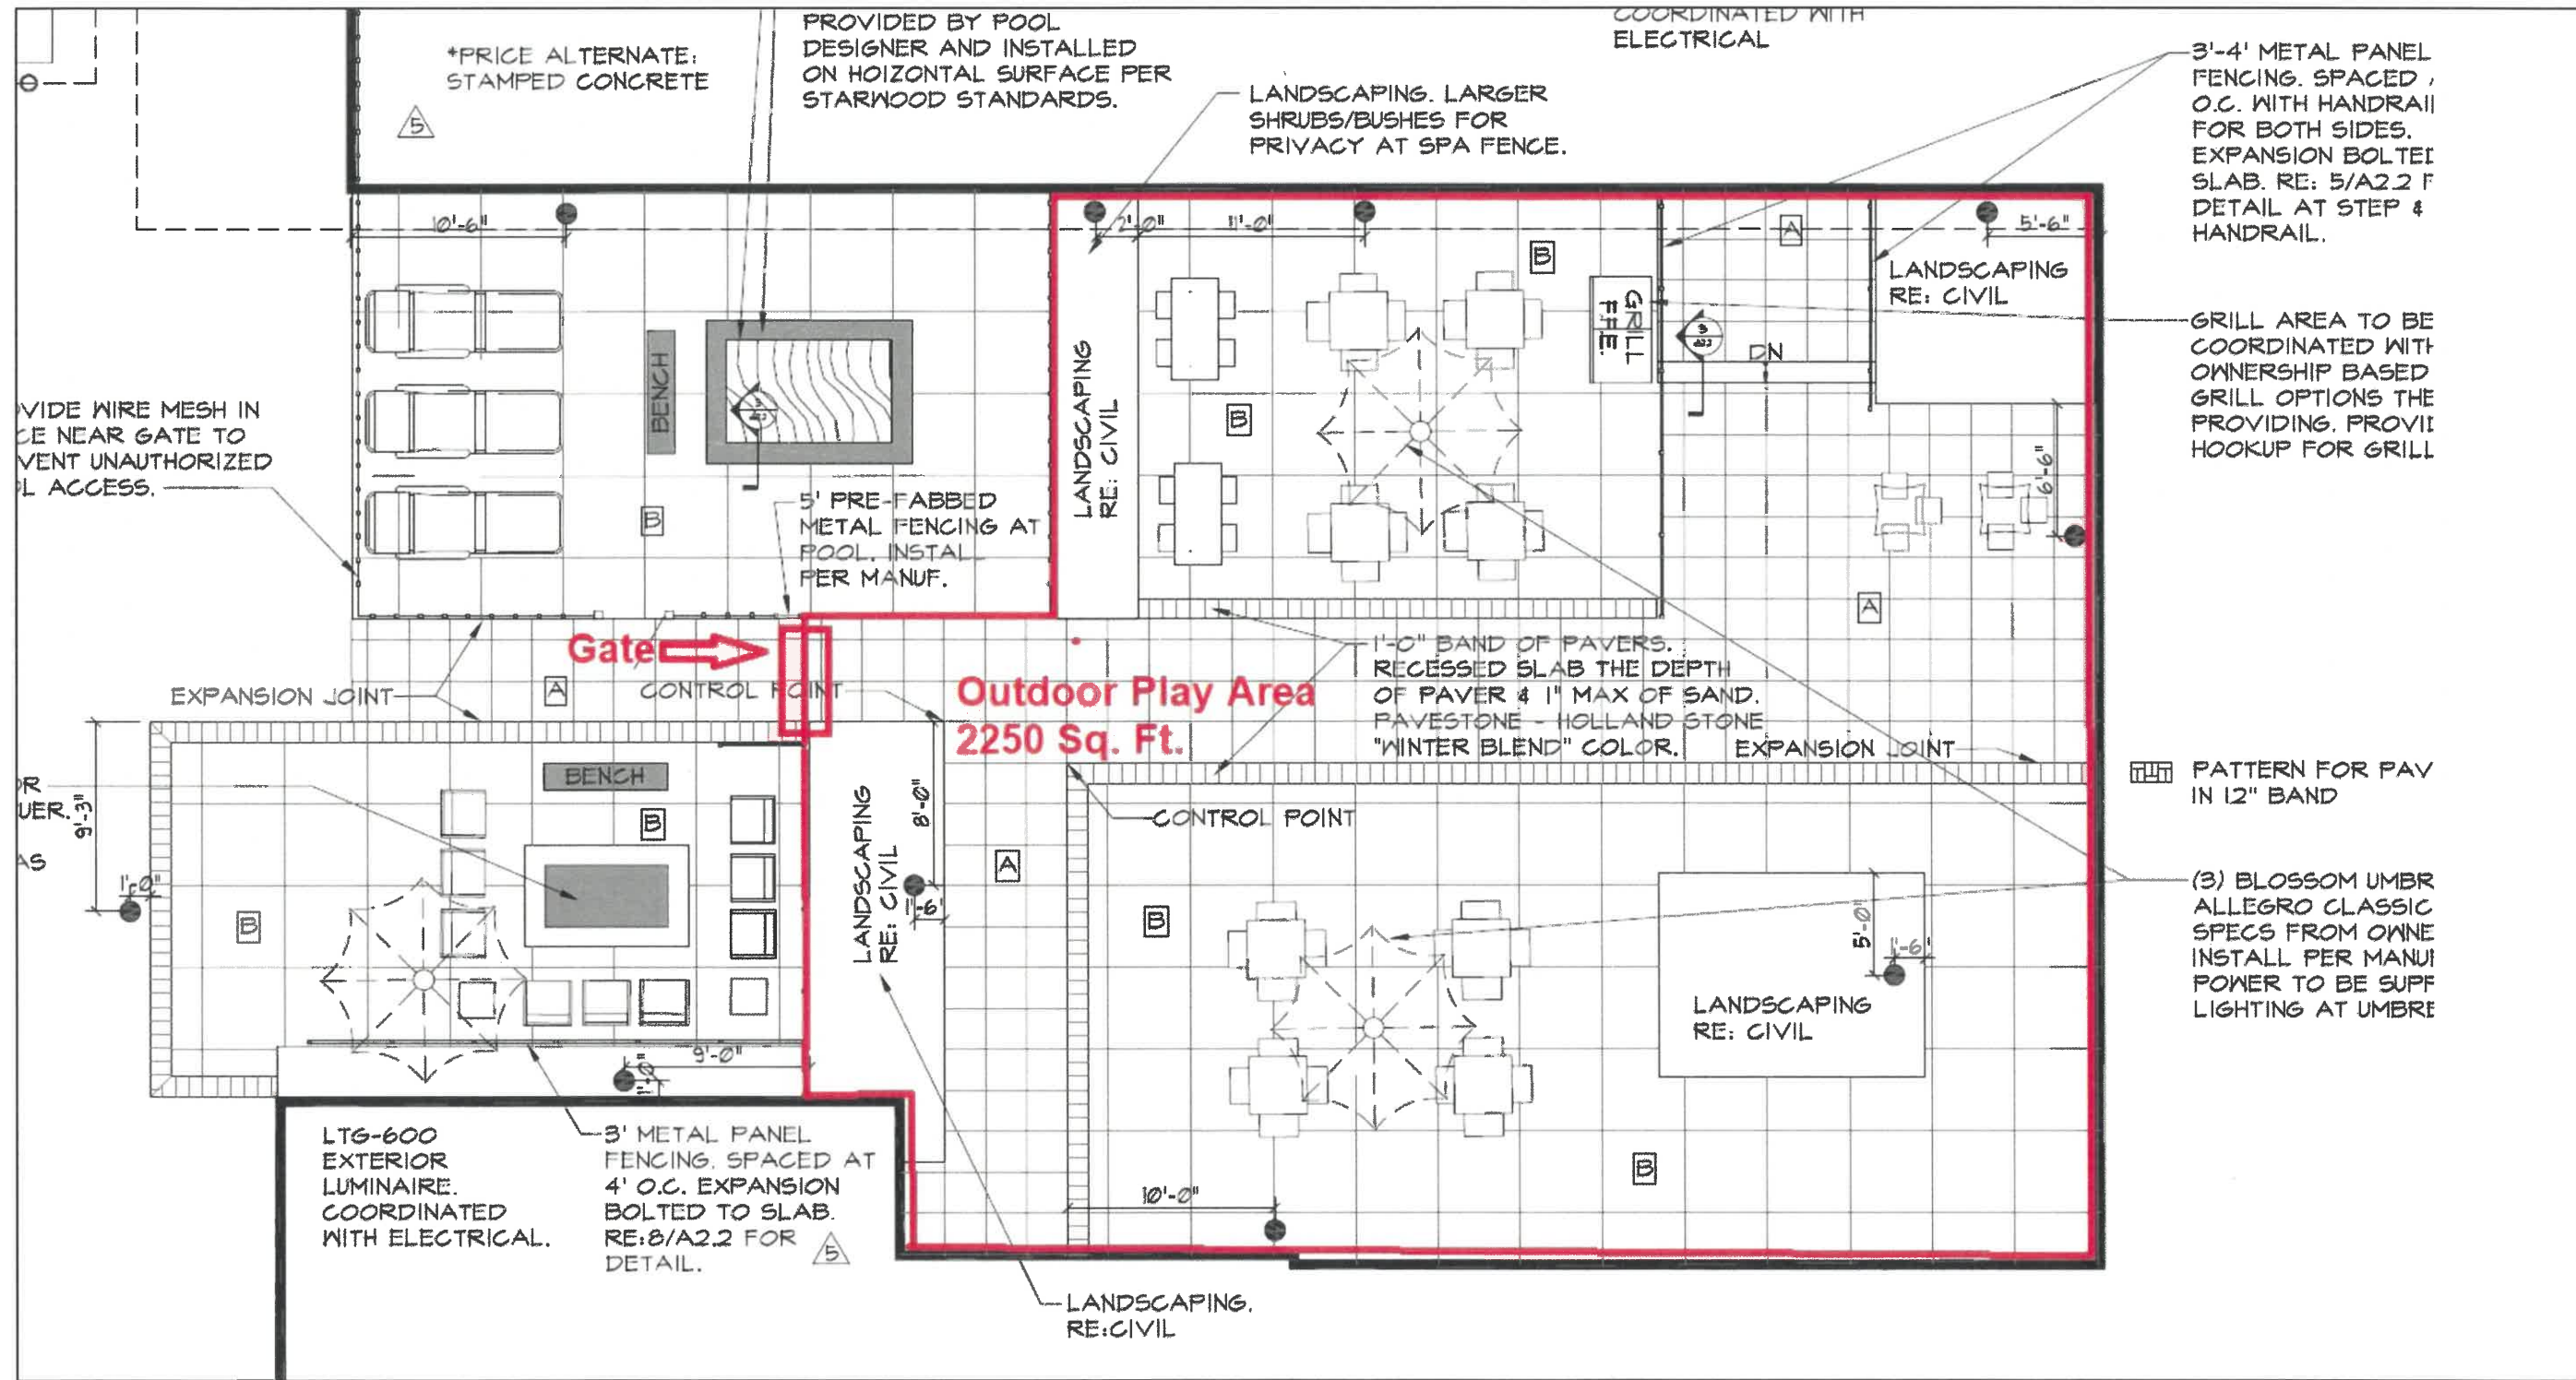 *PRICE ALTERNATE:
STAMPED CONCRETE
5
PROVIDED BY POOL
DESIGNER AND INSTALLED
ON HOIZONTAL SURFACE PER
STARWOOD STANDARDS.
COORDINATED WITH
ELECTRICAL
LANDSCAPING. LARGER
SHRUBS/BUSHES FOR
PRIVACY AT SPA FENCE.
3'-4' METAL PANEL
FENCING. SPACED
O.C. WITH HANDRAIL
FOR BOTH SIDES.
EXPANSION BOLTED
SLAB. RE: 5/A2.2 F
DETAIL AT STEP &
HANDRAIL.
10'-6"
2'-0"
11'-0"
A
5'-6"
B
LANDSCAPING
RE: CIVIL
GRILL
FFE.
GRILL AREA TO BE
COORDINATED WITH
OWNERSHIP BASED
GRILL OPTIONS THE
PROVIDING. PROVI
HOOKUP FOR GRILL
DN
BENCH
LANDSCAPING
RE: CIVIL
B
VIDE WIRE MESH IN
CE NEAR GATE TO
VENT UNAUTHORIZED
L ACCESS.
6'-6"
B
5' PRE-FABBED
METAL FENCING AT
POOL. INSTALL
PER MANUF.
A
Gate
EXPANSION JOINT
A
CONTROL POINT
Outdoor Play Area
2250 Sq. Ft.
1'-0" BAND OF PAVERS.
RECESSED SLAB THE DEPTH
OF PAVER & 1" MAX OF SAND.
PAVESTONE - HOLLAND STONE
"WINTER BLEND" COLOR.
EXPANSION JOINT
PATTERN FOR PAV
IN 12" BAND
BENCH
OR
UER.
9'-3"
AS
1'-0"
B
B
LANDSCAPING
RE: CIVIL
8'-0"
CONTROL POINT
A
B
5'-0"
1'-6"
LANDSCAPING
RE: CIVIL
(3) BLOSSOM UMBR
ALLEGRO CLASSIC
SPECS FROM OWNE
INSTALL PER MANU
POWER TO BE SUPP
LIGHTING AT UMBRE
9'-0"
1'-0"
LTG-600
EXTERIOR
LUMINAIRE.
COORDINATED
WITH ELECTRICAL.
3' METAL PANEL
FENCING. SPACED AT
4' O.C. EXPANSION
BOLTED TO SLAB.
RE:8/A2.2 FOR
DETAIL.
5
10'-0"
B
LANDSCAPING.
RE:CIVIL